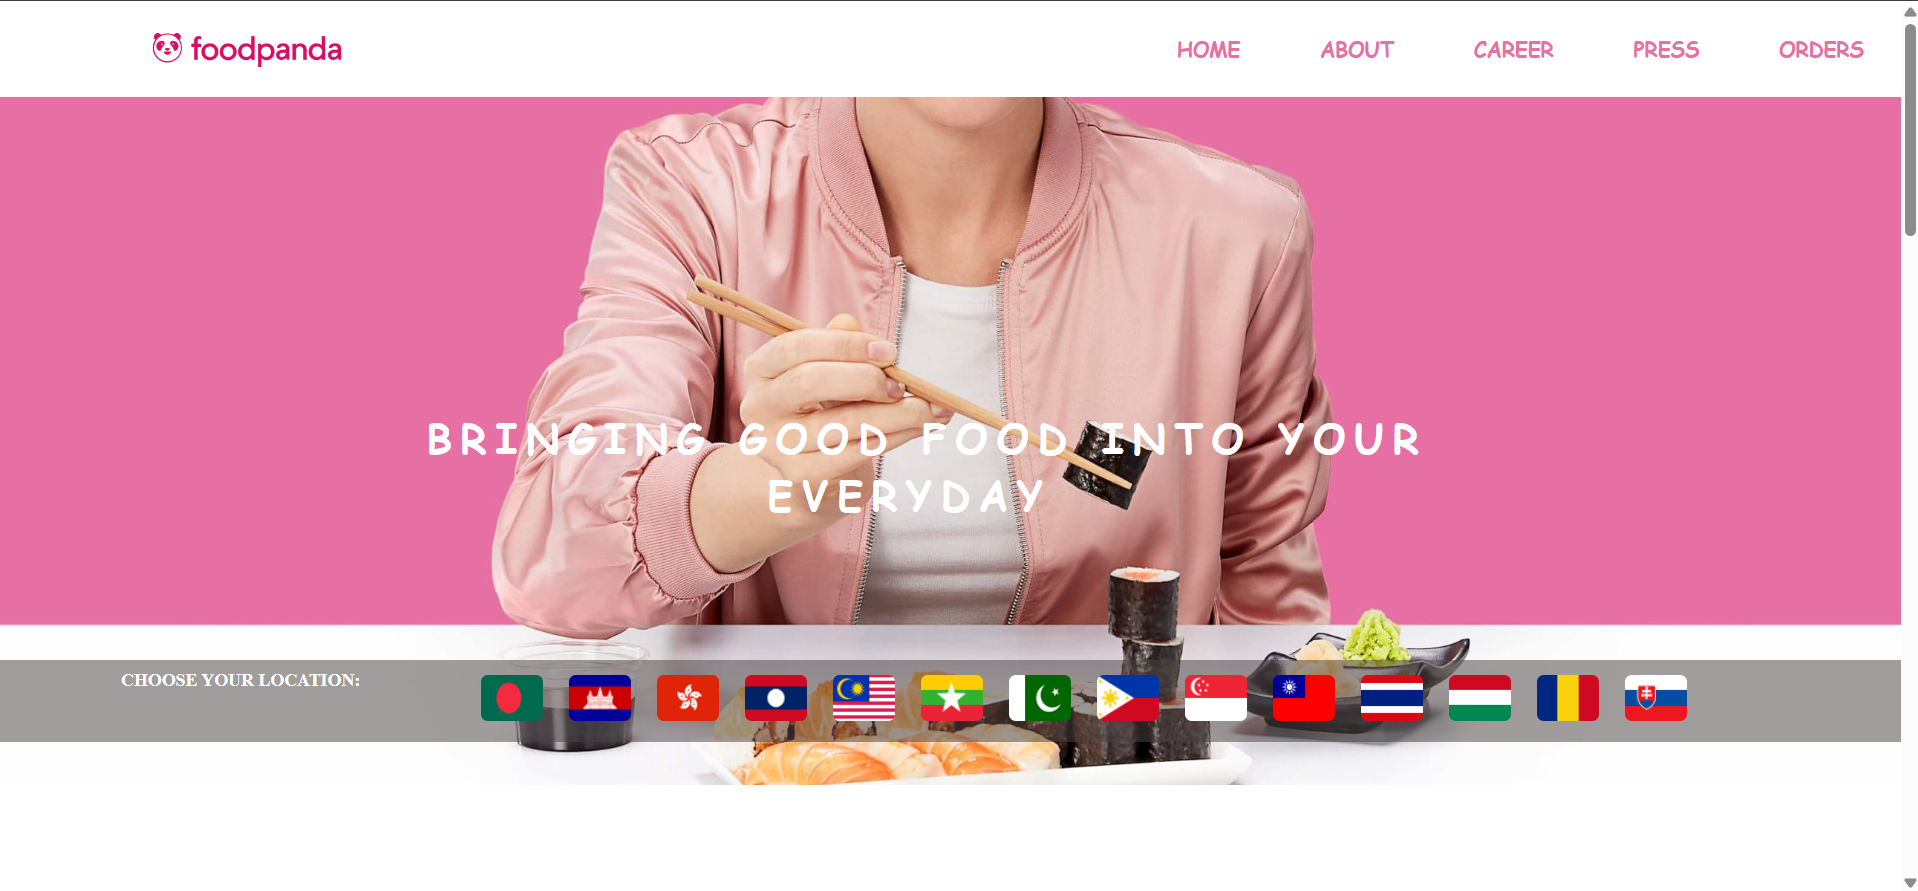 foodpanda
HOME ABOUT CAREER PRESS ORDERS
BRINGING GOOD FOOD INTO YOUR
EVERYDAY
CHOOSE YOUR LOCATION: